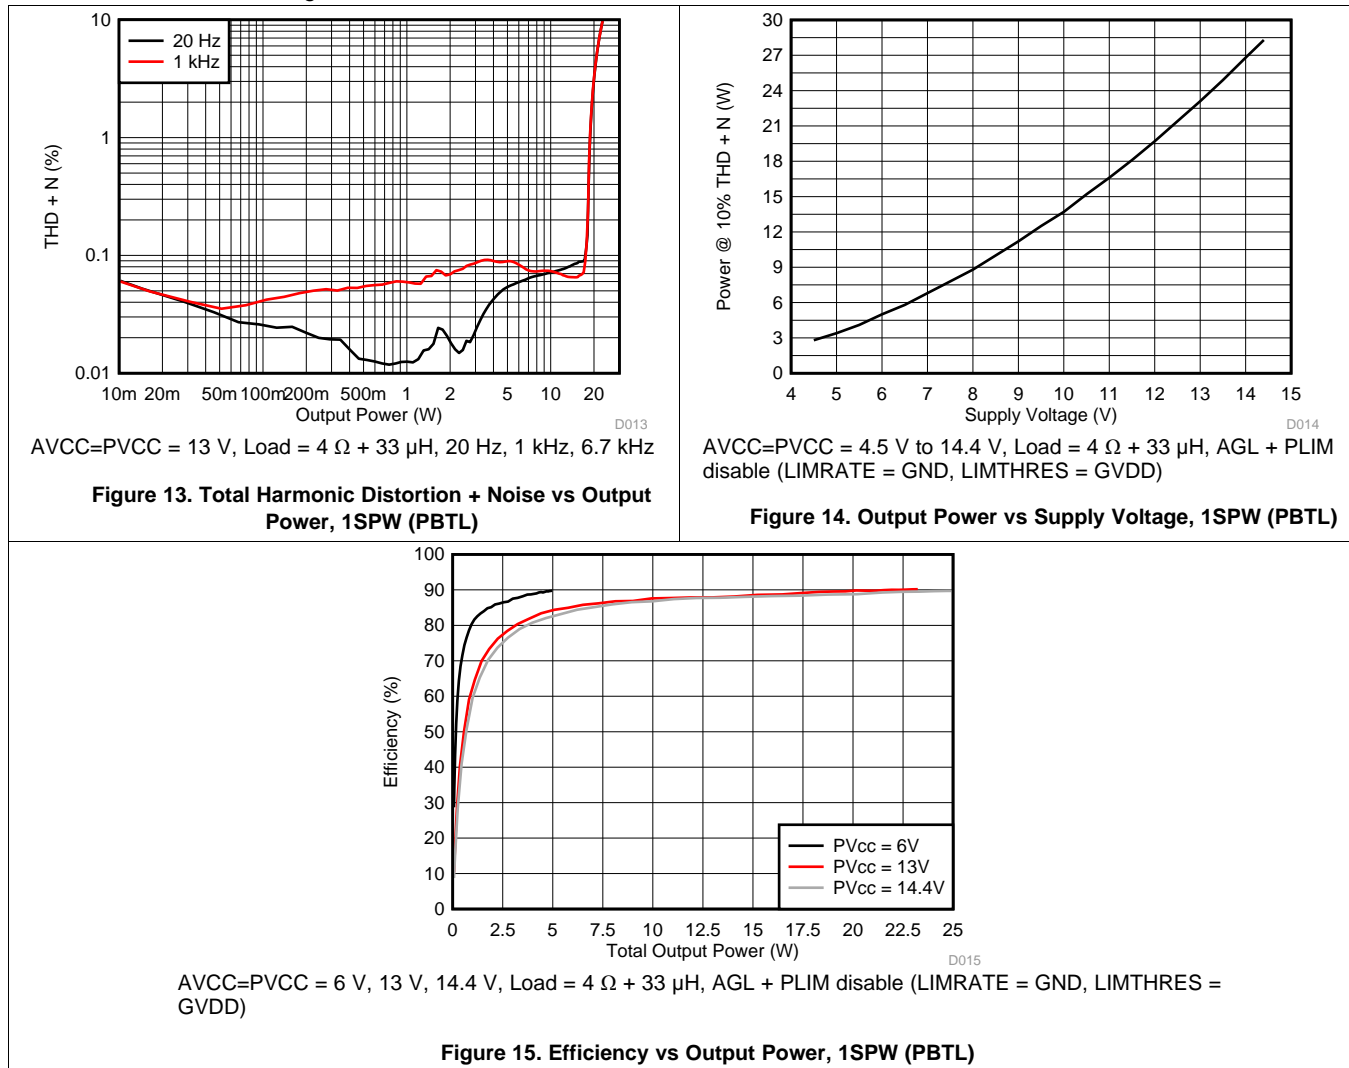 10
1
0.1
0.01
THD + N (%)
20 Hz
1 kHz
10m 20m 50m 100m 200m 500m 1 2 5 10 20
Output Power (W)
D013
AVCC=PVCC = 13 V, Load = 4 Ω + 33 µH, 20 Hz, 1 kHz, 6.7 kHz
Figure 13. Total Harmonic Distortion + Noise vs Output
Power, 1SPW (PBTL)
30
27
24
21
18
15
12
9
6
3
0
Power @ 10% THD + N (W)
4 5 6 7 8 9 10 11 12 13 14 15
Supply Voltage (V)
D014
AVCC=PVCC = 4.5 V to 14.4 V, Load = 4 Ω + 33 µH, AGL + PLIM
disable (LIMRATE = GND, LIMTHRES = GVDD)
Figure 14. Output Power vs Supply Voltage, 1SPW (PBTL)
100
90
80
70
60
50
40
30
20
10
0
Efficiency (%)
PVcc = 6V
PVcc = 13V
PVcc = 14.4V
0 2.5 5 7.5 10 12.5 15 17.5 20 22.5 25
Total Output Power (W)
D015
AVCC=PVCC = 6 V, 13 V, 14.4 V, Load = 4 Ω + 33 µH, AGL + PLIM disable (LIMRATE = GND, LIMTHRES =
GVDD)
Figure 15. Efficiency vs Output Power, 1SPW (PBTL)